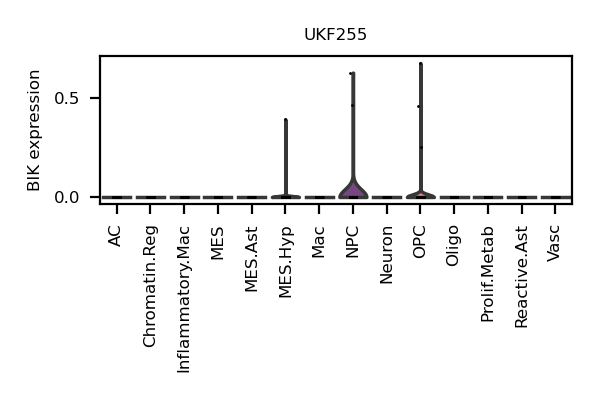 UKF255
BIK expression
0.5
0.0
AC
Chromatin.Reg
Inflammatory.Mac
MES
MES.Ast
MES.Hyp
Mac
NPC
Neuron
OPC
Oligo
Prolif.Metab
Reactive.Ast
Vasc